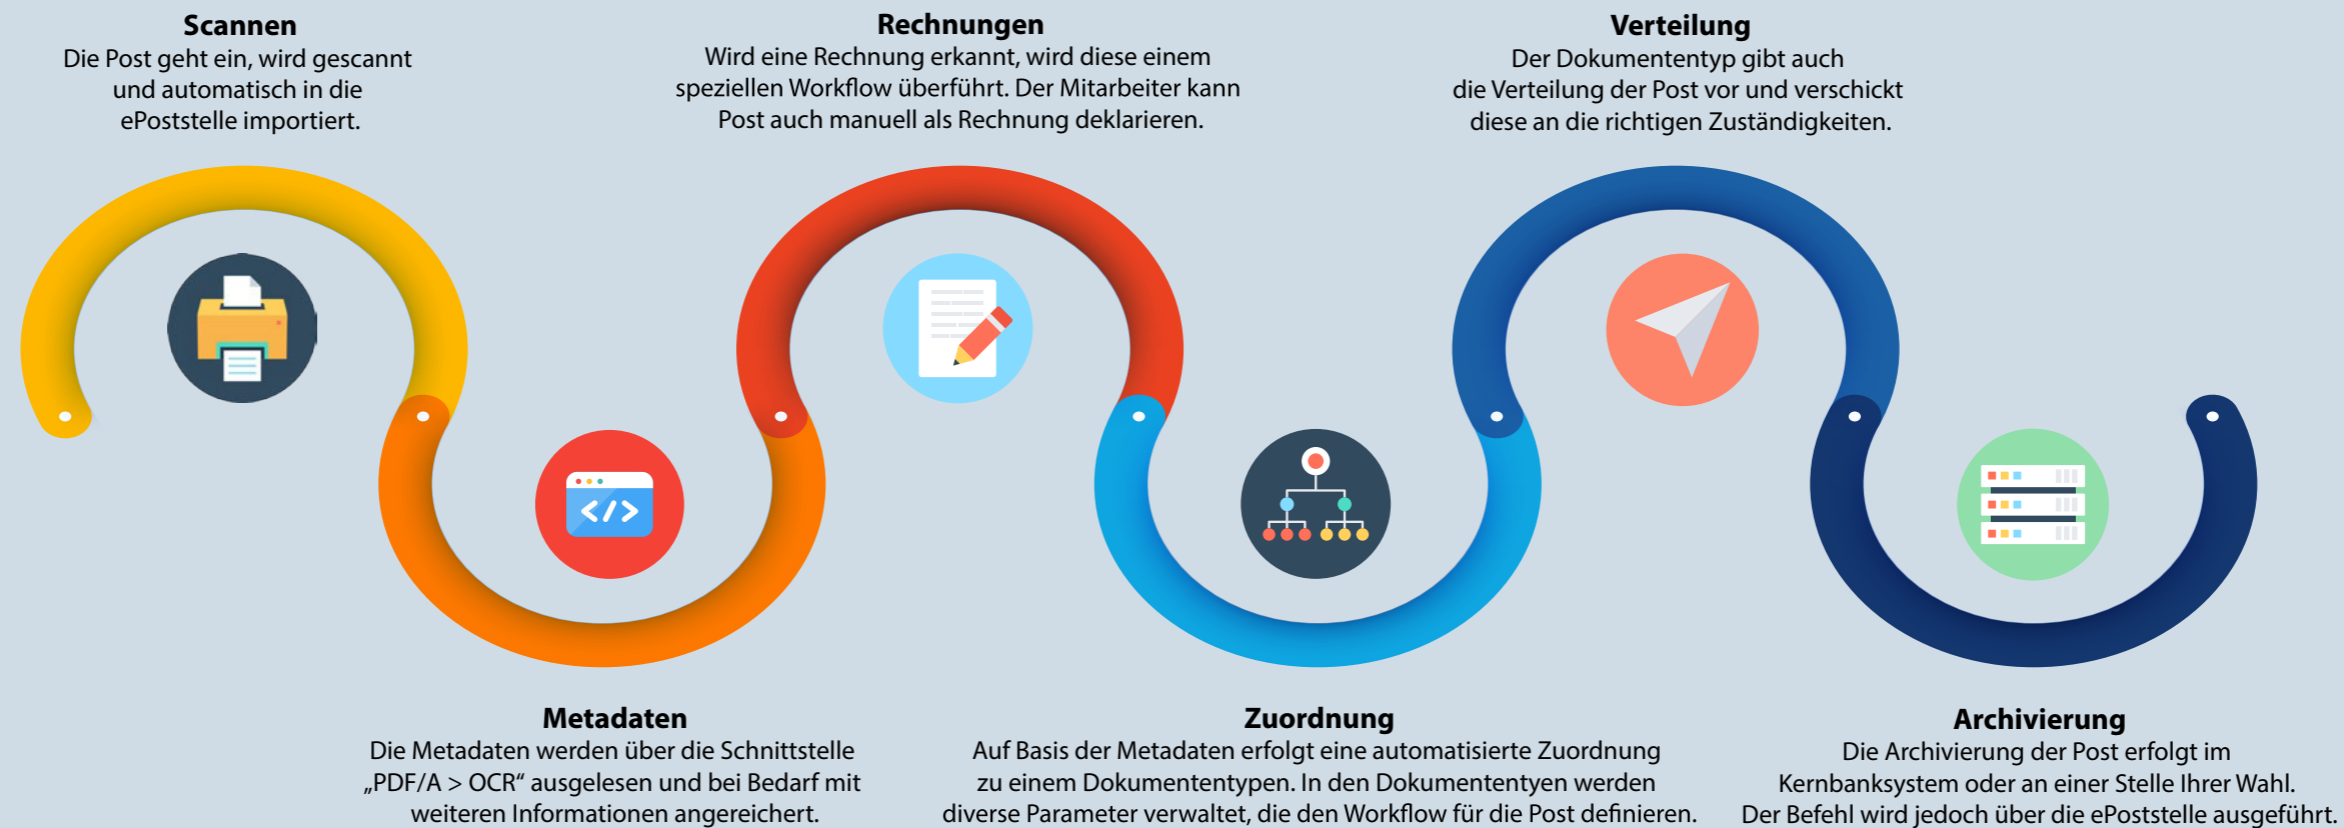 Scannen
Die Post geht ein, wird gescannt
und automatisch in die
ePoststelle importiert.
Metadaten
Die Metadaten werden über die Schnittstelle
„PDF/A > OCR“ ausgelesen und bei Bedarf mit
weiteren Informationen angereichert.
Rechnungen
Wird eine Rechnung erkannt, wird diese einem
speziellen Workflow überführt. Der Mitarbeiter kann
Post auch manuell als Rechnung deklarieren.
Zuordnung
Auf Basis der Metadaten erfolgt eine automatisierte Zuordnung
zu einem Dokumententypen. In den Dokumententyen werden
diverse Parameter verwaltet, die den Workflow für die Post definieren.
Verteilung
Der Dokumententyp gibt auch
die Verteilung der Post vor und verschickt
diese an die richtigen Zuständigkeiten.
Archivierung
Die Archivierung der Post erfolgt im
Kernbanksystem oder an einer Stelle Ihrer Wahl.
Der Befehl wird jedoch über die ePoststelle ausgeführt.